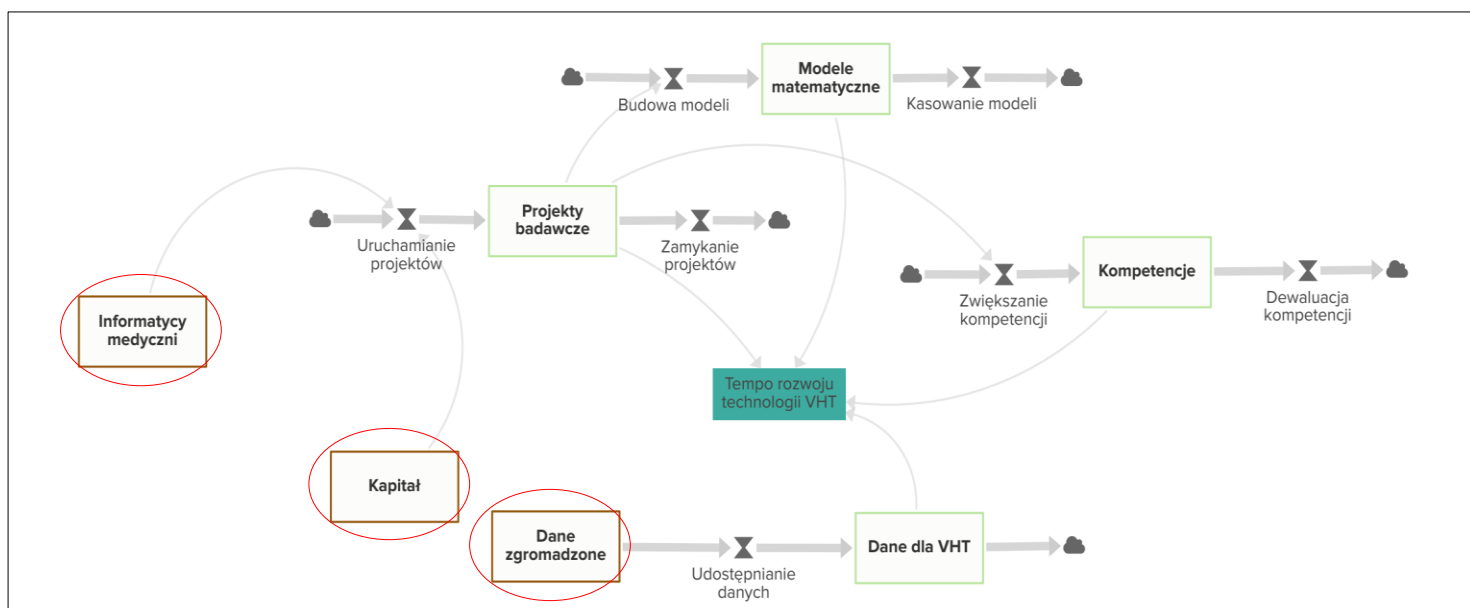 Modele
matematyczne
Budowa modeli
Kasowanie modeli
Projekty
badawcze
Uruchamianie
projektów
Zamykanie
projektów
Kompetencje
Zwiększanie
kompetencji
Dewaluacja
kompetencji
Informatycy
medyczni
Tempo rozwoju
technologii VHT
Kapitał
Dane
zgromadzone
Udostępnianie
danych
Dane dla VHT